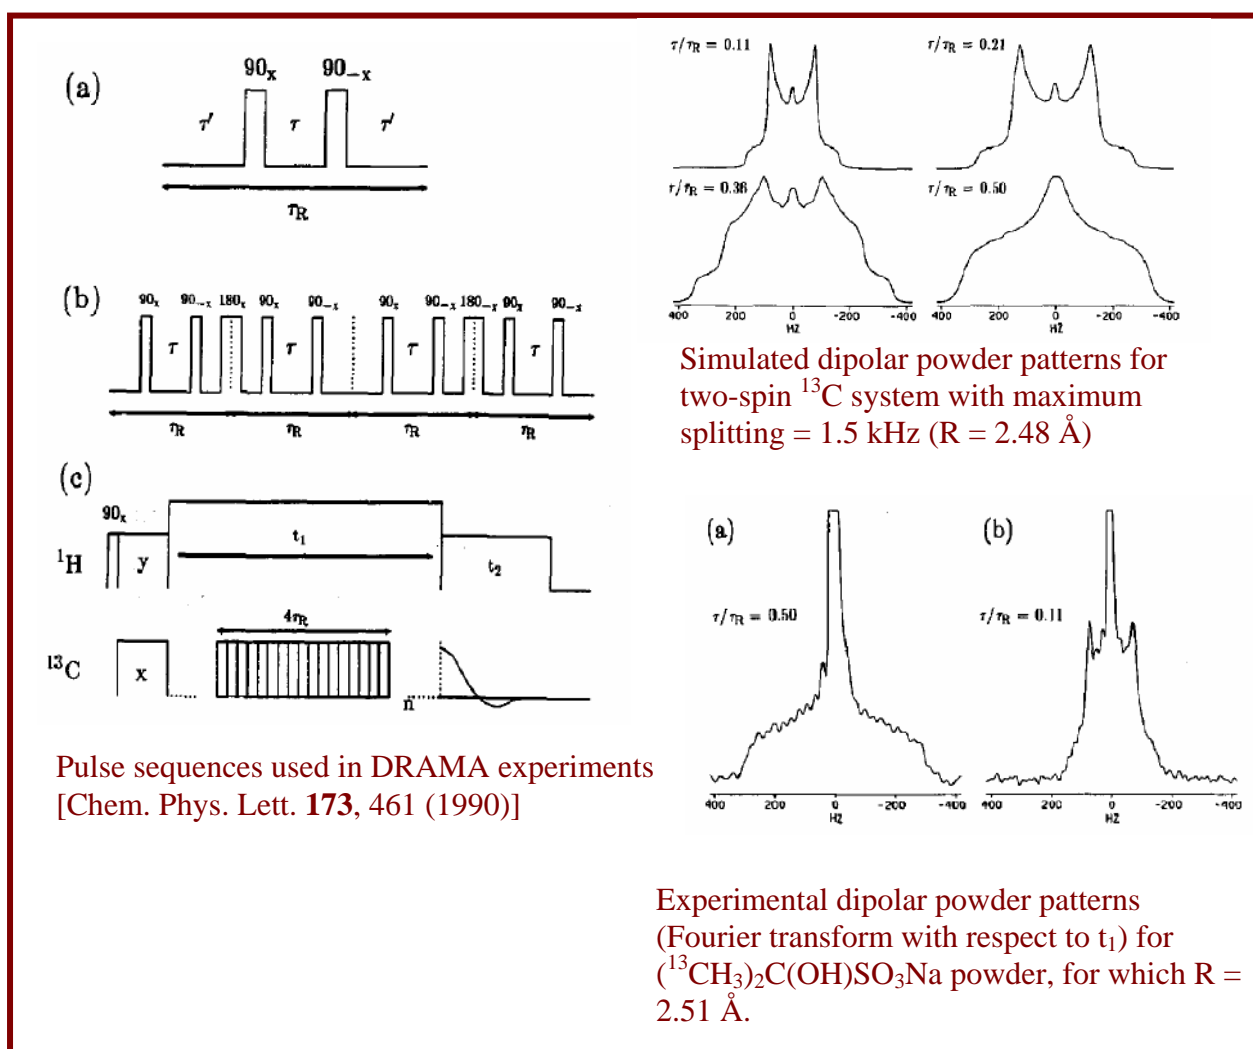 (a)
90x 90−x
τ′ τ τ′
τR
(b)
90x 90−x 180x 90x 90−x 90x 90−x 180−x 90x 90−x
τ τ τ τ
τR τR τR τR
(c)
90x
1H y t1 t2
4τR
13C x
n
Pulse sequences used in DRAMA experiments
[Chem. Phys. Lett. 173, 461 (1990)]
τ/τR = 0.11
τ/τR = 0.21
τ/τR = 0.36
τ/τR = 0.50
400 200 0 -200 -400
HZ
400 200 0 -200 -400
HZ
Simulated dipolar powder patterns for
two-spin 13C system with maximum
splitting = 1.5 kHz (R = 2.48 Å)
(a)
τ/τR = 0.50
400 200 0 -200 -400
HZ
(b)
τ/τR = 0.11
400 200 0 -200 -400
HZ
Experimental dipolar powder patterns
(Fourier transform with respect to t1) for
(13CH3)2C(OH)SO3Na powder, for which R =
2.51 Å.